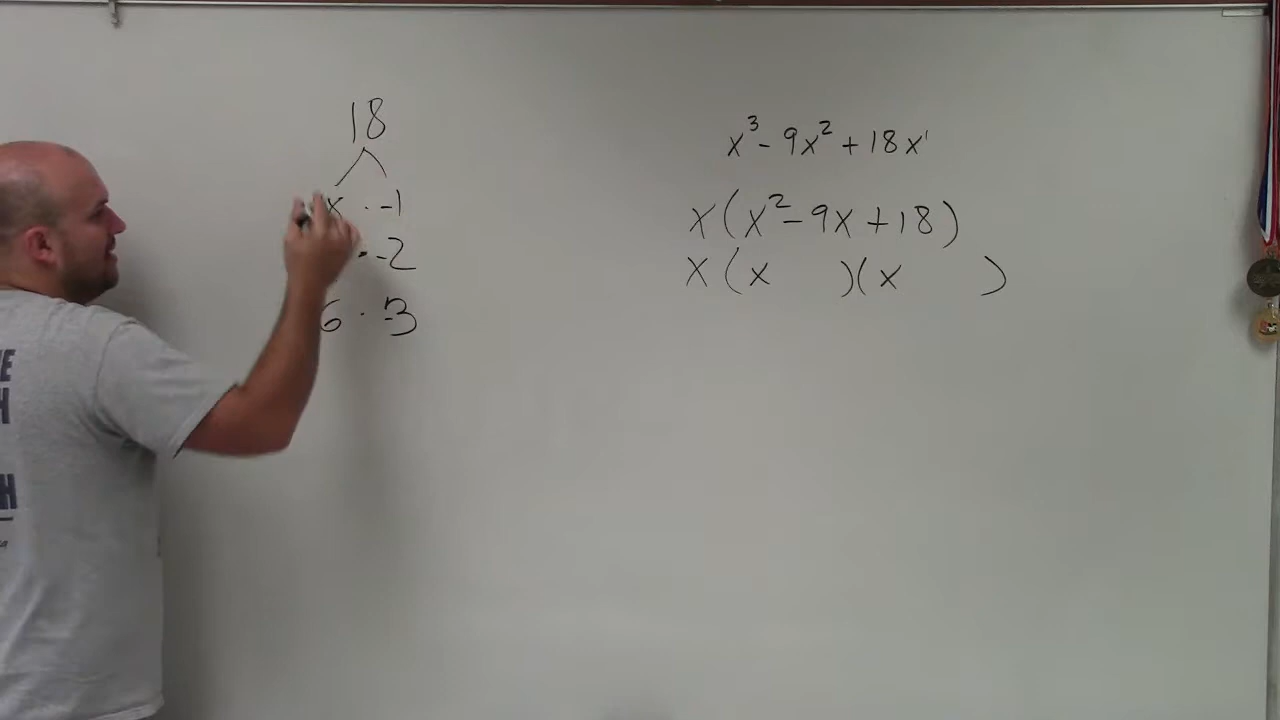 18
· -1
· -2
6 · -3
x³ - 9x² + 18x¹
x(x² - 9x + 18)
x(x )(x )